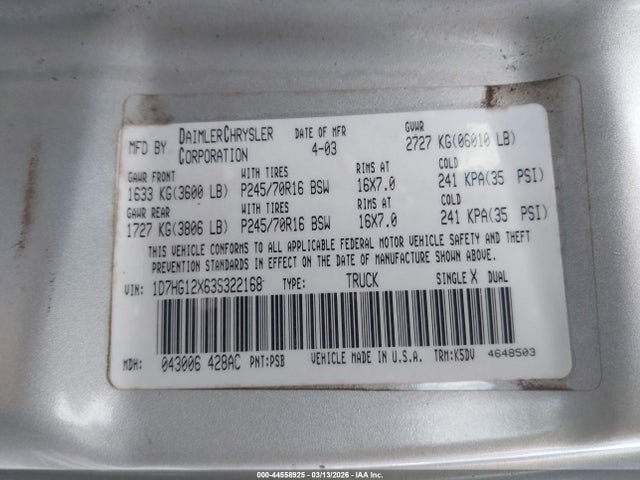 MFD BY DAIMLERCHRYSLER CORPORATION DATE OF MFR 4-03 GVWR 2727 KG(06010 LB)
GAWR FRONT WITH TIRES RIMS AT COLD
1633 KG(3600 LB) P245/70R16 BSW 16X7.0 241 KPA(35 PSI)
GAWR REAR WITH TIRES RIMS AT COLD
1727 KG(3806 LB) P245/70R16 BSW 16X7.0 241 KPA(35 PSI)
THIS VEHICLE CONFORMS TO ALL APPLICABLE FEDERAL MOTOR VEHICLE SAFETY AND THEFT
PREVENTION STANDARDS IN EFFECT ON THE DATE OF MANUFACTURE SHOWN ABOVE.
VIN: 1D7HG12X63S322168 TYPE: TRUCK SINGLE X DUAL
MDH: 043006 428AC PNT:PSB VEHICLE MADE IN U.S.A. TRM:K5DV 4648503
000-44558925 - 03/13/2026 - IAA Inc.